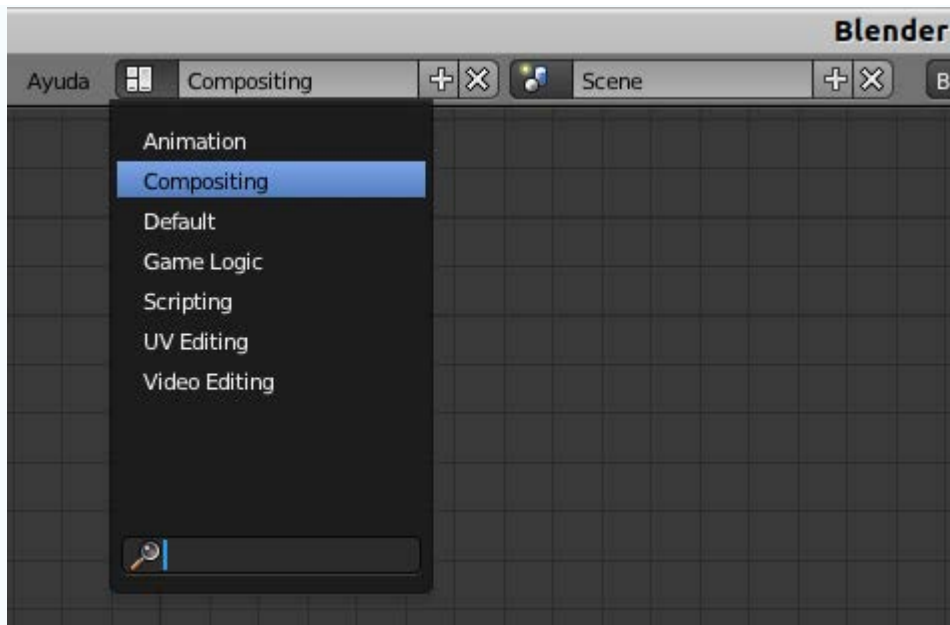 Blender
Ayuda Compositing Scene B
Animation
Compositing
Default
Game Logic
Scripting
UV Editing
Video Editing